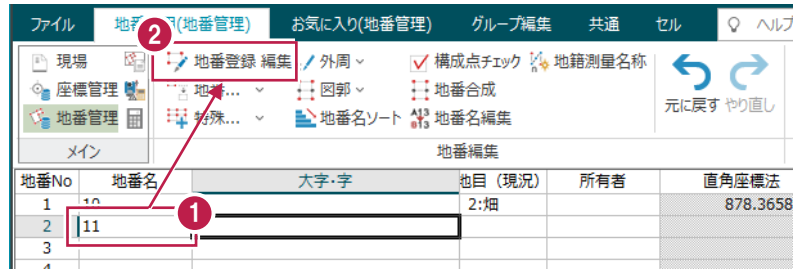 ファイル 地番 (地番管理) お気に入り(地番管理) グループ編集 共通 セル ヘルプ
2
現場 地番登録 編集 外周 構成点チェック 地籍測量名称
座標 地番... 図郭 地番合成
地番管理 特殊... 地番名ソート 地番名編集 元に戻す やり直し
メイン 地番編集
地番No 地番名 大字・字 地目（現況） 所有者 直角座標法
1 10 2:畑 878.3658
1
2 11
3
4